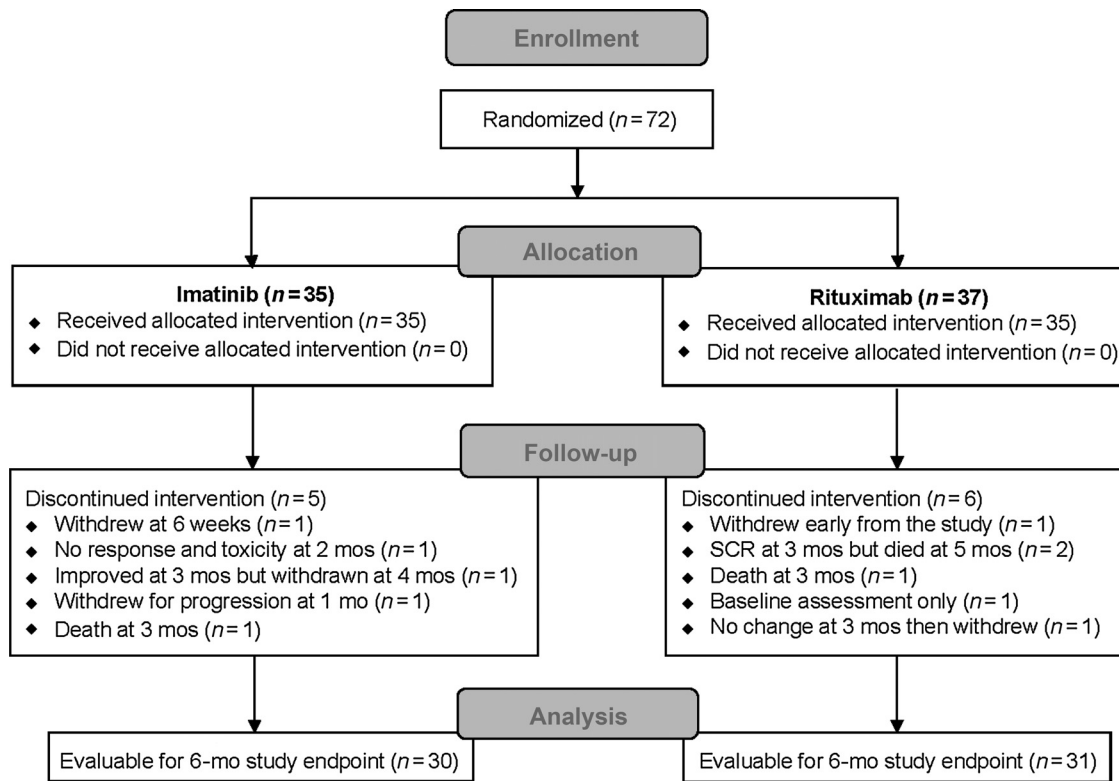 Enrollment
Randomized (n=72)
Allocation
Imatinib (n=35)
◆ Received allocated intervention (n=35)
◆ Did not receive allocated intervention (n=0)
Rituximab (n=37)
◆ Received allocated intervention (n=35)
◆ Did not receive allocated intervention (n=0)
Follow-up
Discontinued intervention (n=5)
◆ Withdrew at 6 weeks (n=1)
◆ No response and toxicity at 2 mos (n=1)
◆ Improved at 3 mos but withdrawn at 4 mos (n=1)
◆ Withdrew for progression at 1 mo (n=1)
◆ Death at 3 mos (n=1)
Discontinued intervention (n=6)
◆ Withdrew early from the study (n=1)
◆ SCR at 3 mos but died at 5 mos (n=2)
◆ Death at 3 mos (n=1)
◆ Baseline assessment only (n=1)
◆ No change at 3 mos then withdrew (n=1)
Analysis
Evaluable for 6-mo study endpoint (n=30)
Evaluable for 6-mo study endpoint (n=31)